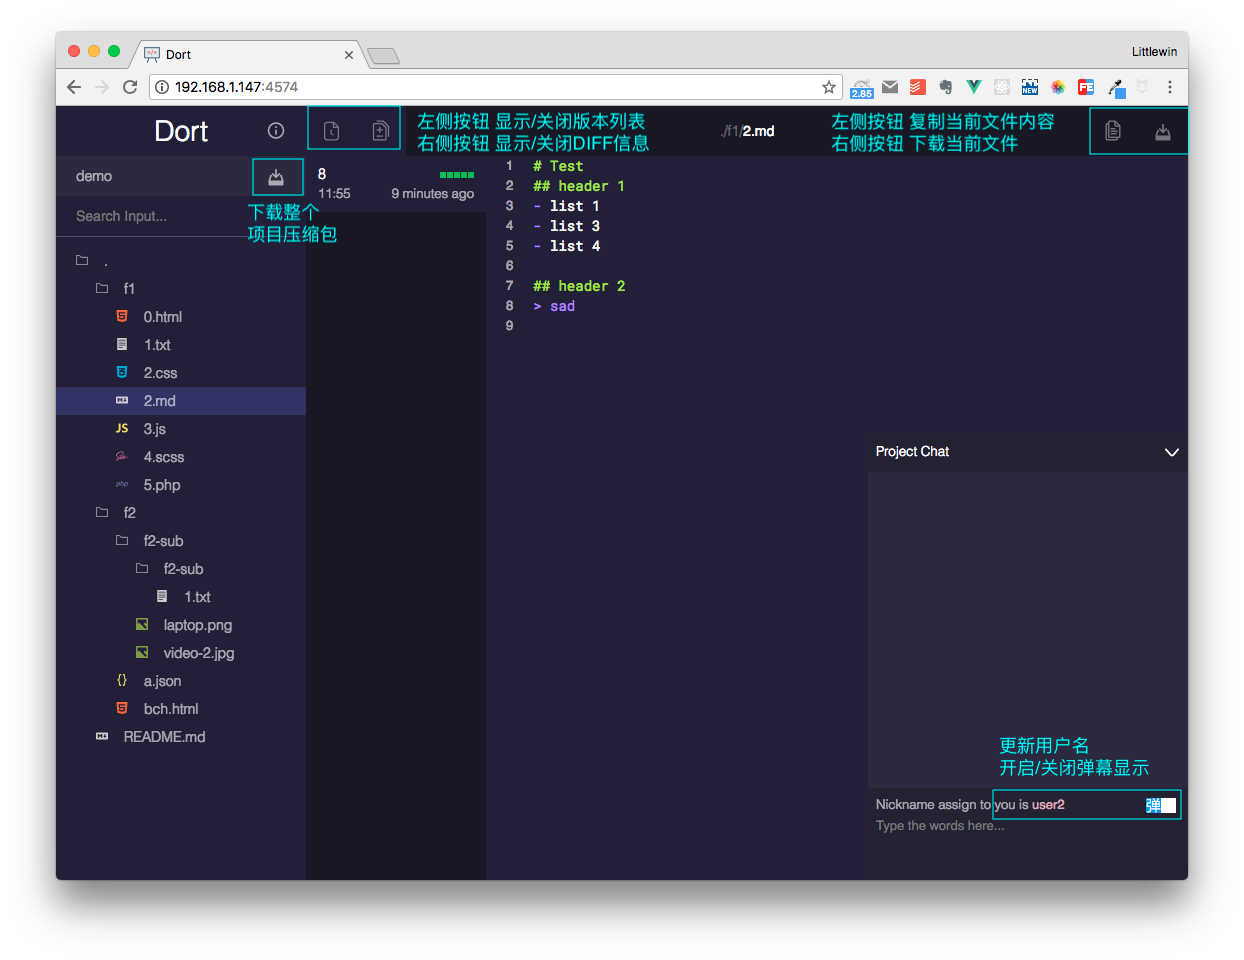 Dort
Littlewin
192.168.1.147:4574
2.85
NEW
Dort
左侧按钮 显示/关闭版本列表
右侧按钮 显示/关闭DIFF信息
./f1/2.md
左侧按钮 复制当前文件内容
右侧按钮 下载当前文件
demo
Search Input...
下载整个
项目压缩包
.
f1
0.html
1.txt
2.css
2.md
JS 3.js
4.scss
php 5.php
f2
f2-sub
f2-sub
1.txt
laptop.png
video-2.jpg
{} a.json
bch.html
README.md
8
11:55 9 minutes ago
1 # Test
2 ## header 1
3 - list 1
4 - list 3
5 - list 4
6
7 ## header 2
8 > sad
9
Project Chat
更新用户名
开启/关闭弹幕显示
Nickname assign to you is user2 弹
Type the words here...